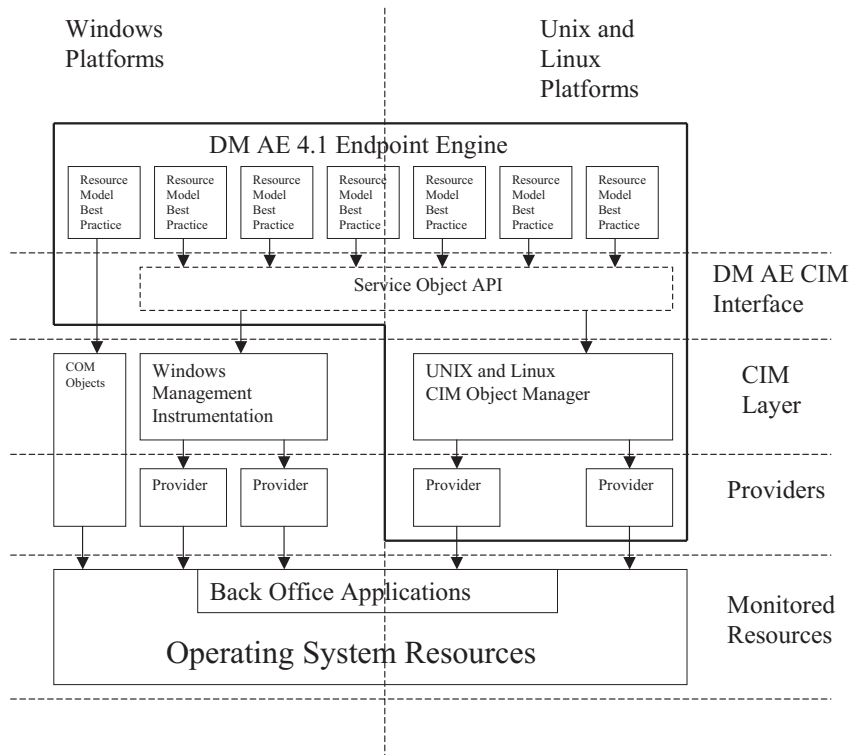 Windows
Platforms
Unix and
Linux
Platforms
DM AE 4.1 Endpoint Engine
Resource
Model
Best
Practice
Resource
Model
Best
Practice
Resource
Model
Best
Practice
Resource
Model
Best
Practice
Resource
Model
Best
Practice
Resource
Model
Best
Practice
Resource
Model
Best
Practice
Service Object API
DM AE CIM
Interface
COM
Objects
Windows
Management
Instrumentation
UNIX and Linux
CIM Object Manager
CIM
Layer
Provider
Provider
Provider
Provider
Providers
Back Office Applications
Operating System Resources
Monitored
Resources